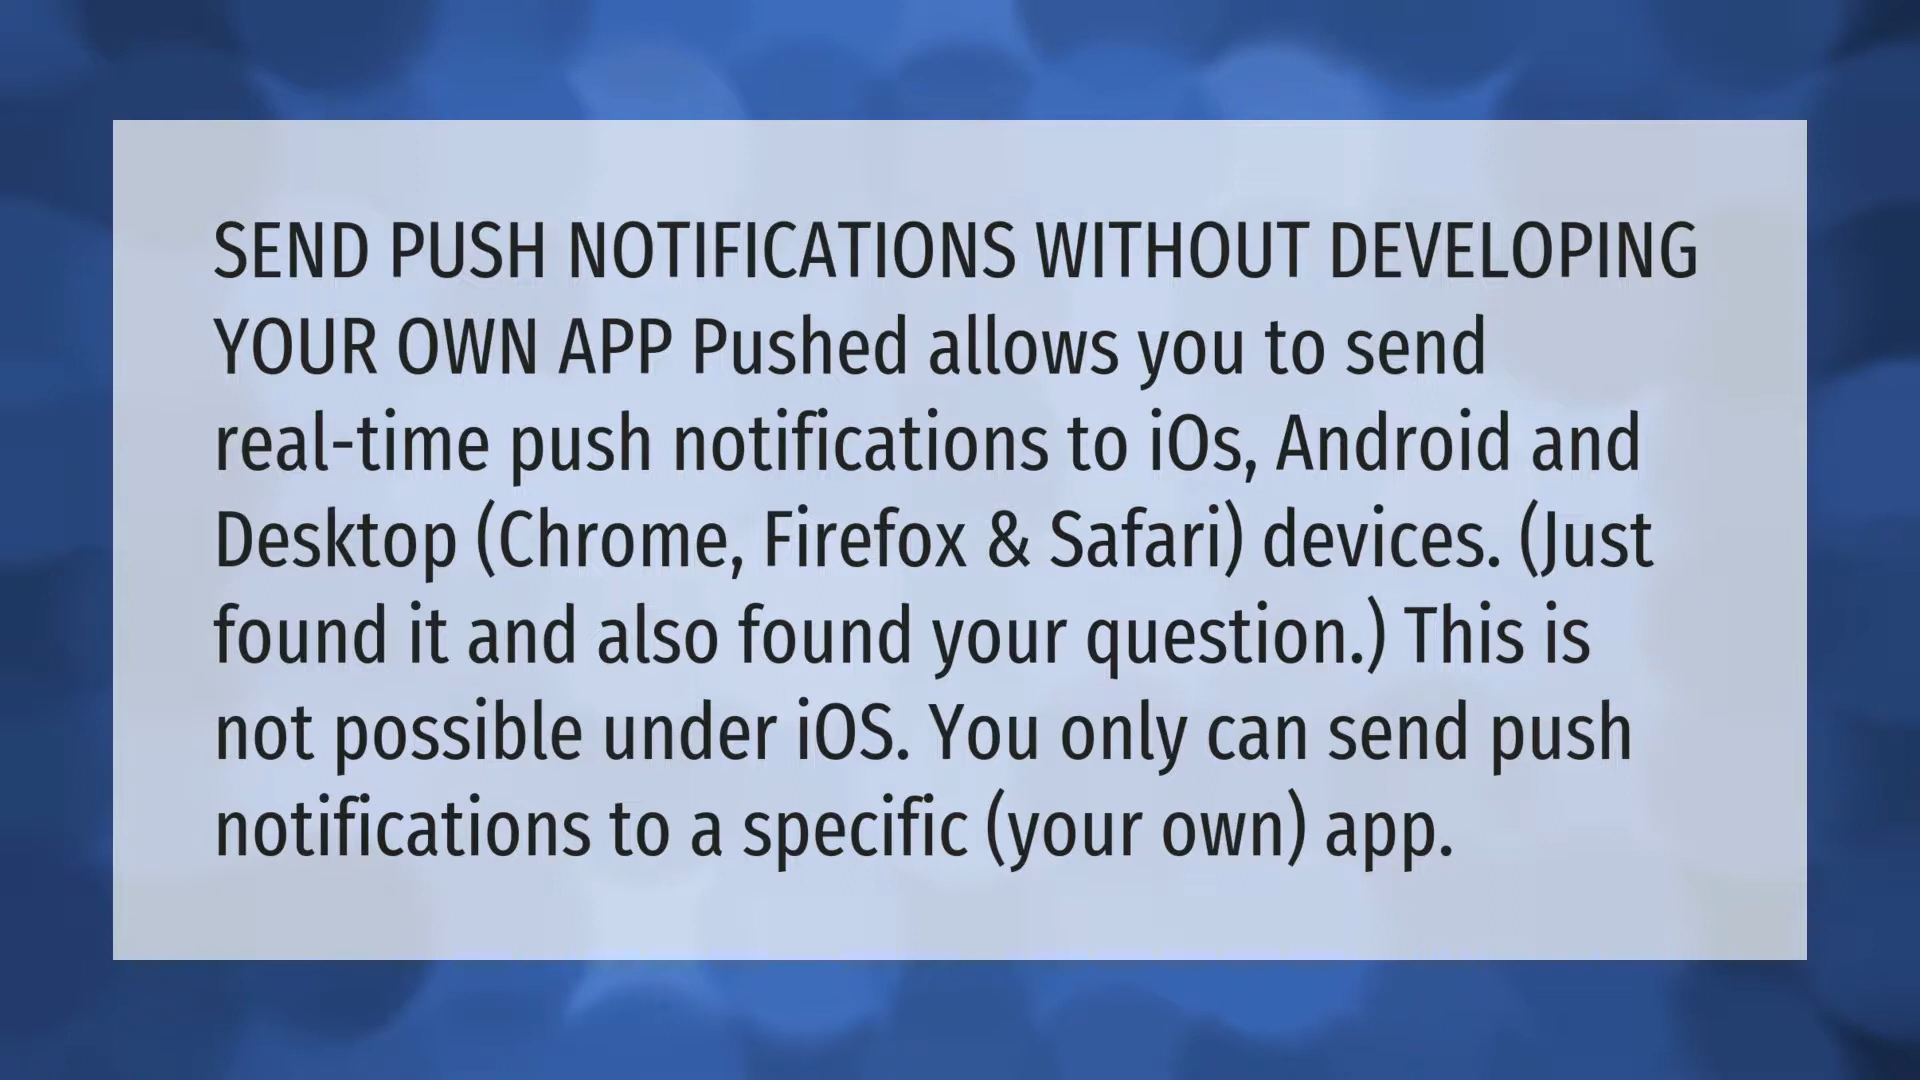 SEND PUSH NOTIFICATIONS WITHOUT DEVELOPING
YOUR OWN APP Pushed allows you to send
real-time push notifications to iOs, Android and
Desktop (Chrome, Firefox & Safari) devices. (Just
found it and also found your question.) This is
not possible under iOS. You only can send push
notifications to a specific (your own) app.